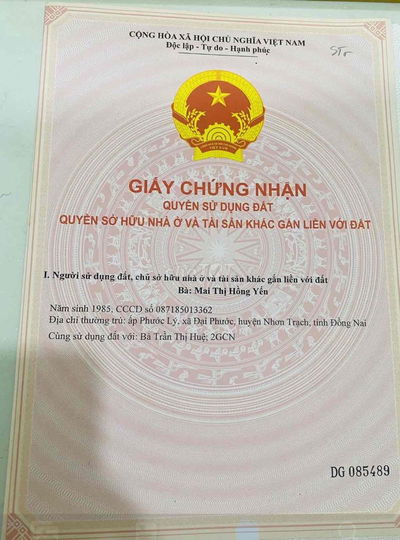 CỘNG HÒA XÃ HỘI CHỦ NGHĨA VIỆT NAM
Độc lập - Tự do - Hạnh phúc
VIỆT NAM
GIẤY CHỨNG NHẬN
QUYỀN SỬ DỤNG ĐẤT
QUYỀN SỞ HỮU NHÀ Ở VÀ TÀI SẢN KHÁC GẮN LIỀN VỚI ĐẤT
I. Người sử dụng đất, chủ sở hữu nhà ở và tài sản khác gắn liền với đất
Bà: Mai Thị Hồng Yến
Năm sinh 1985; CCCD số 087185013362
Địa chỉ thường trú: ấp Phước Lý, xã Đại Phước, huyện Nhơn Trạch, tỉnh Đồng Nai
Cùng sử dụng đất với: Bà Trần Thị Huệ; 2GCN
DG 085489